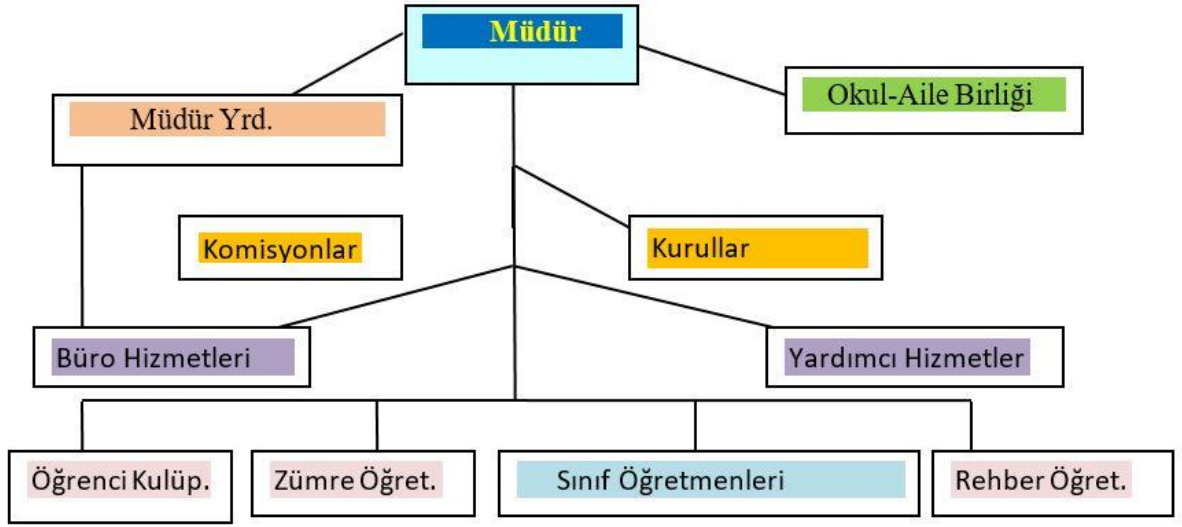 Müdür
Okul-Aile Birliği
Müdür Yrd.
Komisyonlar
Kurullar
Büro Hizmetleri
Yardımcı Hizmetler
Öğrenci Kulüp.
Zümre Öğret.
Sınıf Öğretmenleri
Rehber Öğret.